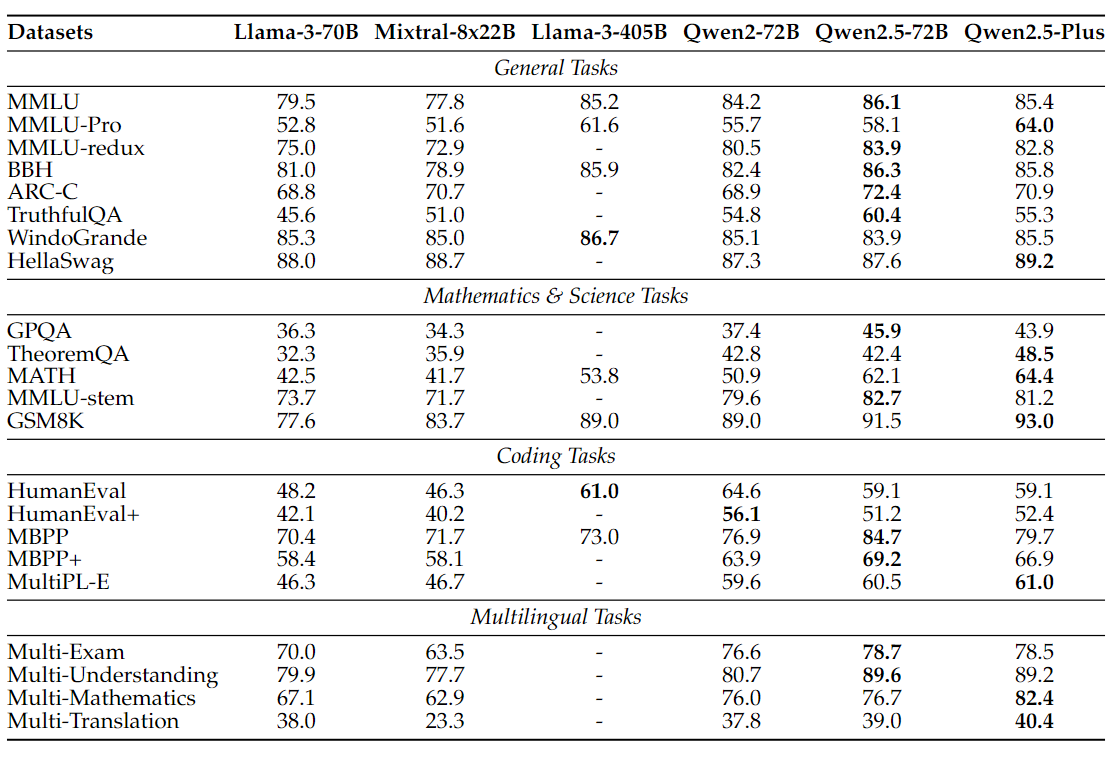 Datasets Llama-3-70B Mixtral-8x22B Llama-3-405B Qwen2-72B Qwen2.5-72B Qwen2.5-Plus
General Tasks
MMLU 79.5 77.8 85.2 84.2 86.1 85.4
MMLU-Pro 52.8 51.6 61.6 55.7 58.1 64.0
MMLU-redux 75.0 72.9 - 80.5 83.9 82.8
BBH 81.0 78.9 85.9 82.4 86.3 85.8
ARC-C 68.8 70.7 - 68.9 72.4 70.9
TruthfulQA 45.6 51.0 - 54.8 60.4 55.3
WindoGrande 85.3 85.0 86.7 85.1 83.9 85.5
HellaSwag 88.0 88.7 - 87.3 87.6 89.2
Mathematics & Science Tasks
GPQA 36.3 34.3 - 37.4 45.9 43.9
TheoremQA 32.3 35.9 - 42.8 42.4 48.5
MATH 42.5 41.7 53.8 50.9 62.1 64.4
MMLU-stem 73.7 71.7 - 79.6 82.7 81.2
GSM8K 77.6 83.7 89.0 89.0 91.5 93.0
Coding Tasks
HumanEval 48.2 46.3 61.0 64.6 59.1 59.1
HumanEval+ 42.1 40.2 - 56.1 51.2 52.4
MBPP 70.4 71.7 73.0 76.9 84.7 79.7
MBPP+ 58.4 58.1 - 63.9 69.2 66.9
MultiPL-E 46.3 46.7 - 59.6 60.5 61.0
Multilingual Tasks
Multi-Exam 70.0 63.5 - 76.6 78.7 78.5
Multi-Understanding 79.9 77.7 - 80.7 89.6 89.2
Multi-Mathematics 67.1 62.9 - 76.0 76.7 82.4
Multi-Translation 38.0 23.3 - 37.8 39.0 40.4